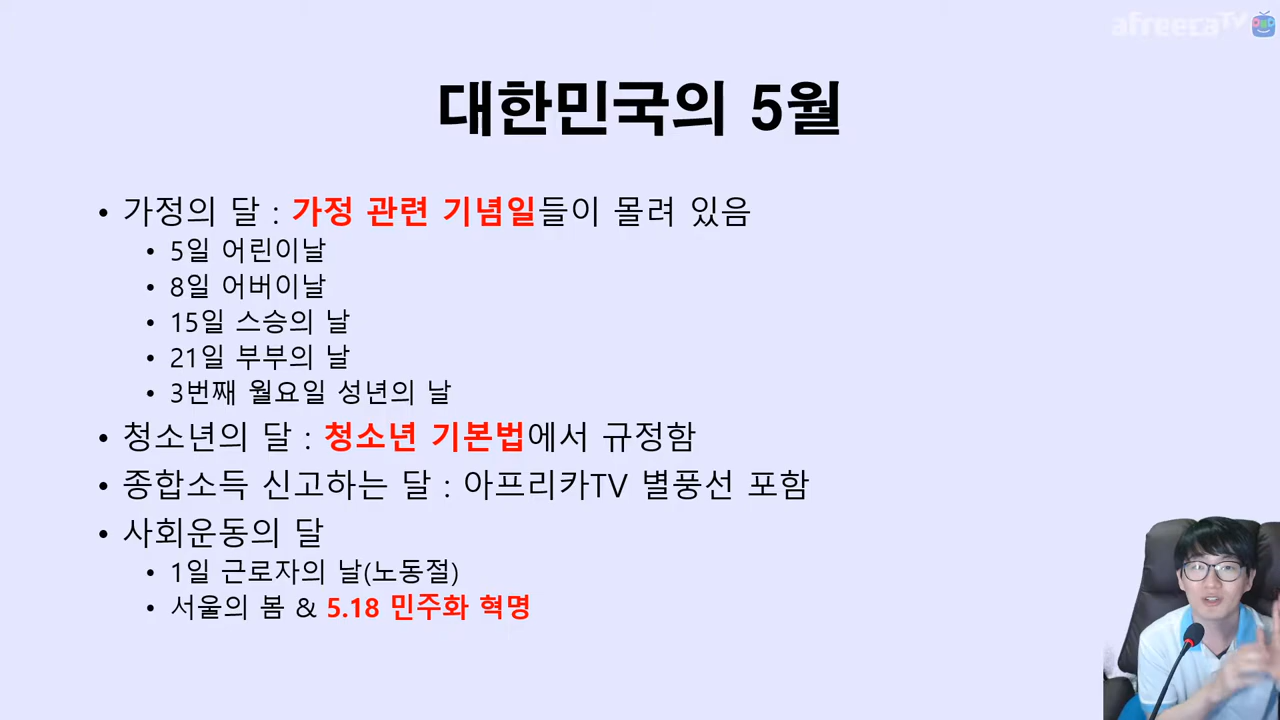 afreecaTV
대한민국의 5월
• 가정의 달 : 가정 관련 기념일들이 몰려 있음
• 5일 어린이날
• 8일 어버이날
• 15일 스승의 날
• 21일 부부의 날
• 3번째 월요일 성년의 날
• 청소년의 달 : 청소년 기본법에서 규정함
• 종합소득 신고하는 달 : 아프리카TV 별풍선 포함
• 사회운동의 달
• 1일 근로자의 날(노동절)
• 서울의 봄 & 5.18 민주화 혁명